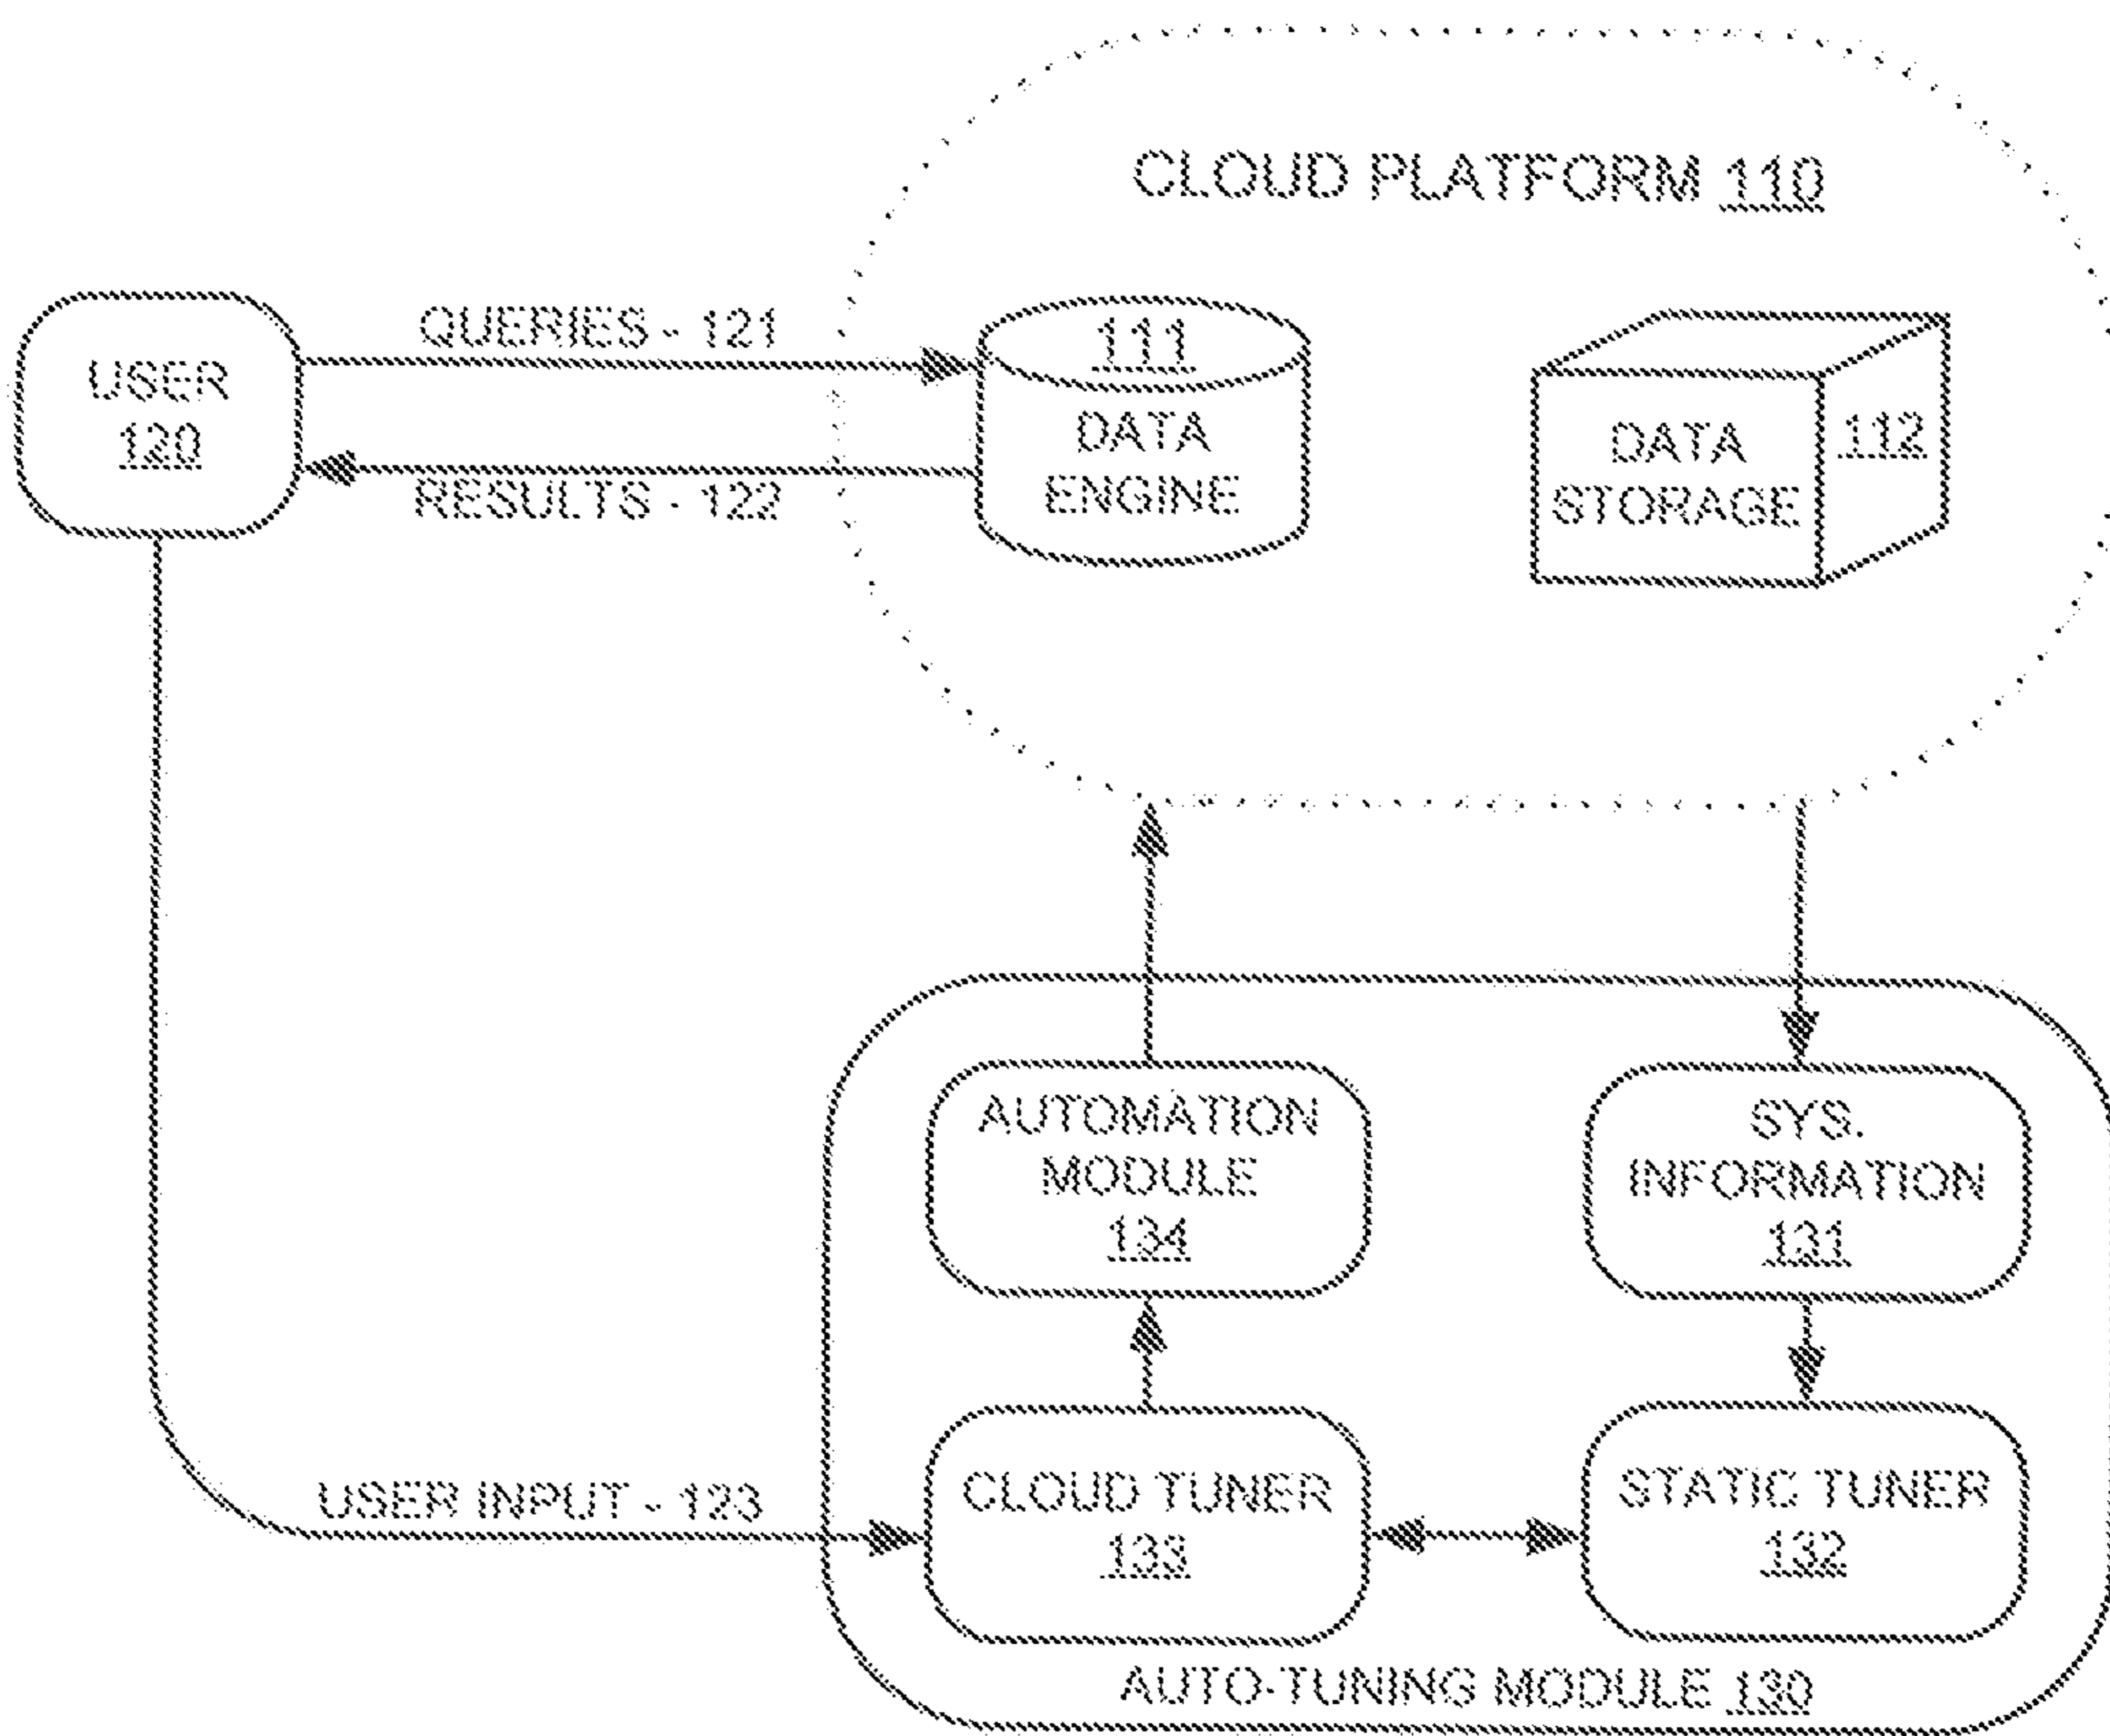 CLOUD PLATFORM 110
QUERIES - 121
111
USER
120
DATA
ENGINE
DATA
STORAGE
112
RESULTS - 122
AUTOMATION
MODULE
134
SYS.
INFORMATION
131
USER INPUT - 123
CLOUD TUNER
133
STATIC TUNER
132
AUTO-TUNING MODULE 130